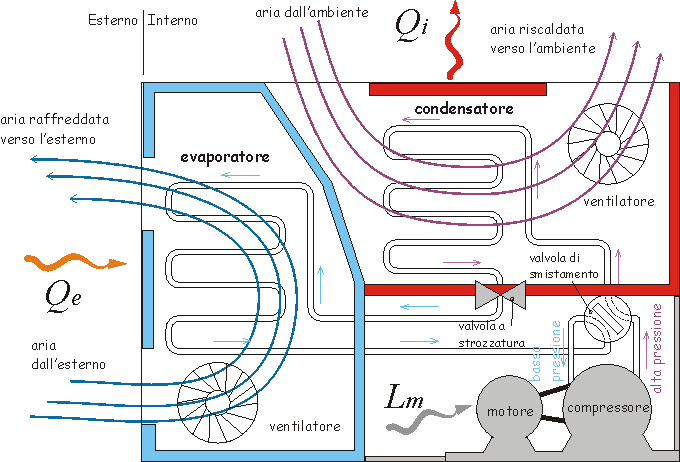 Esterno
Interno
aria dall'ambiente
Qi
aria riscaldata
verso l'ambiente
condensatore
aria raffreddata
verso l'esterno
evaporatore
ventilatore
valvola di
smistamento
Qe
valvola a
strozzatura
aria
dall'esterno
bassa
pressione
alta pressione
Lm
motore
compressore
ventilatore